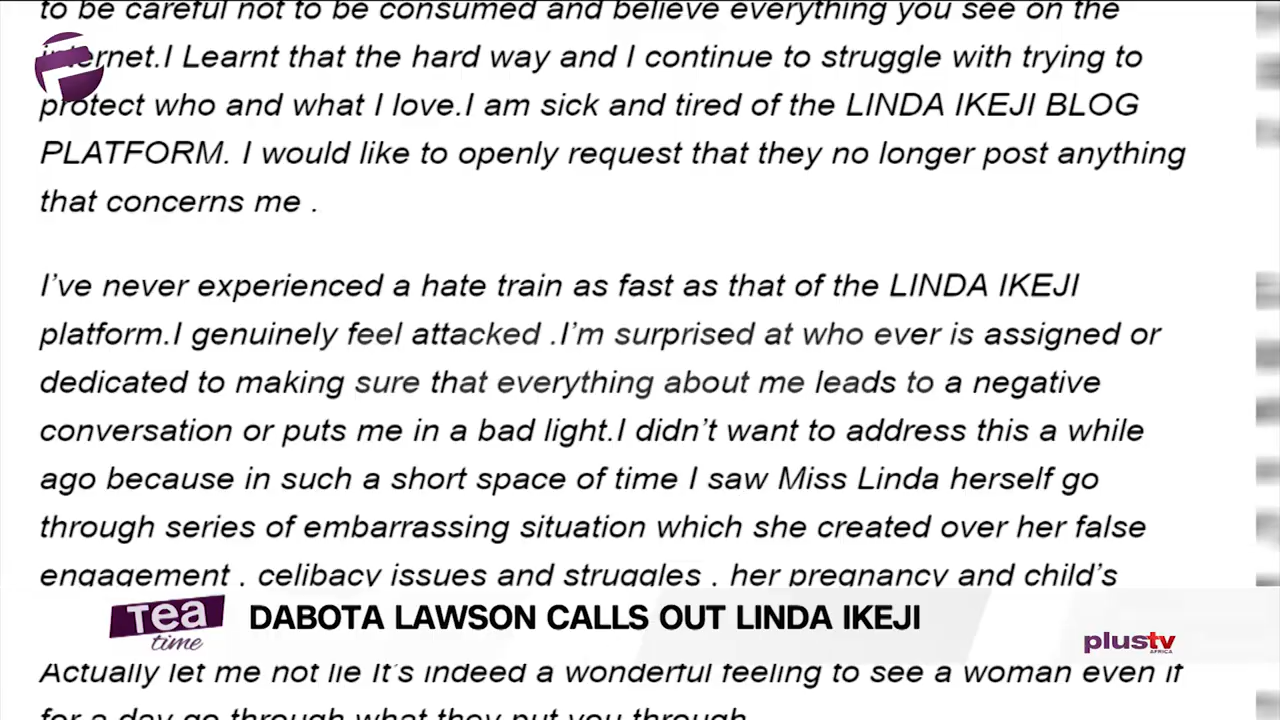 to be careful not to be consumed and believe everything you see on the
internet.I Learnt that the hard way and I continue to struggle with trying to
protect who and what I love.I am sick and tired of the LINDA IKEJI BLOG
PLATFORM. I would like to openly request that they no longer post anything
that concerns me .
I've never experienced a hate train as fast as that of the LINDA IKEJI
platform.I genuinely feel attacked .I'm surprised at who ever is assigned or
dedicated to making sure that everything about me leads to a negative
conversation or puts me in a bad light.I didn't want to address this a while
ago because in such a short space of time I saw Miss Linda herself go
through series of embarrassing situation which she created over her false
engagement , celibacy issues and struggles , her pregnancy and child's
Tea
time
DABOTA LAWSON CALLS OUT LINDA IKEJI
plustv
AFRICA
Actually let me not lie It's indeed a wonderful feeling to see a woman even if
for a day go through what they put you through